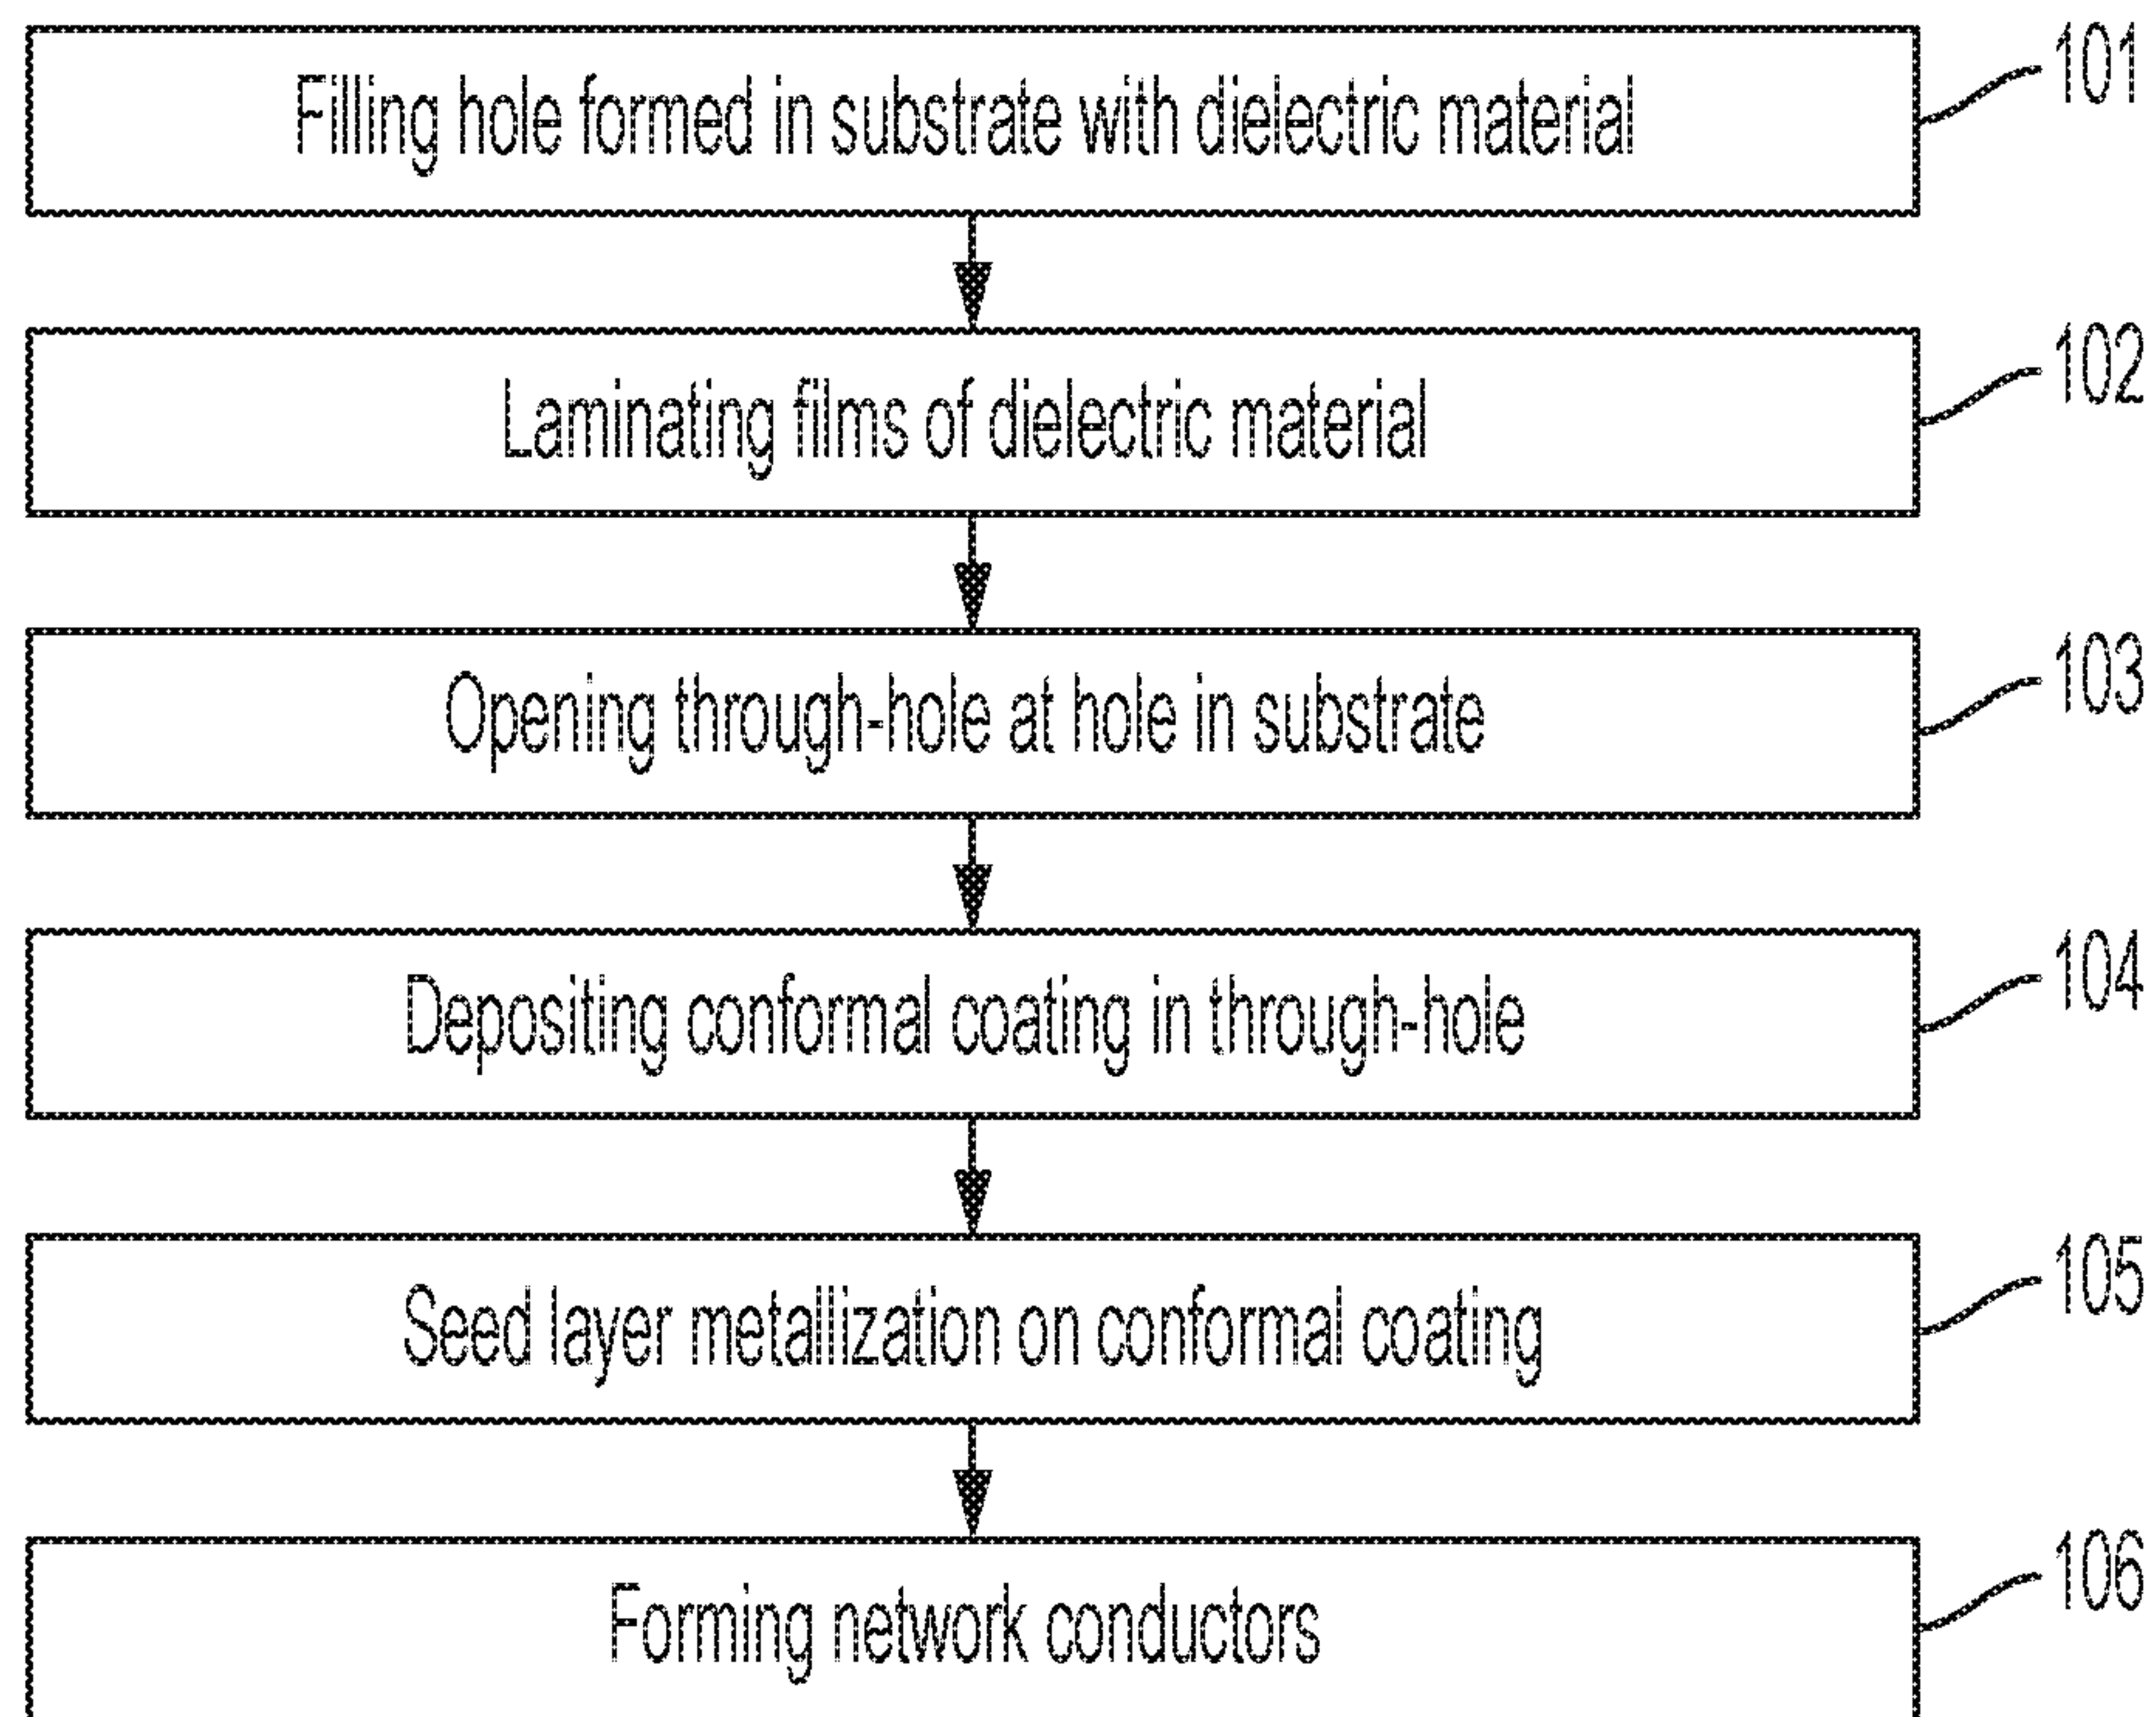 Filling hole formed in substrate with dielectric material
101
Laminating films of dielectric material
102
Opening through-hole at hole in substrate
103
Depositing conformal coating in through-hole
104
Seed layer metallization on conformal coating
105
Forming network conductors
106